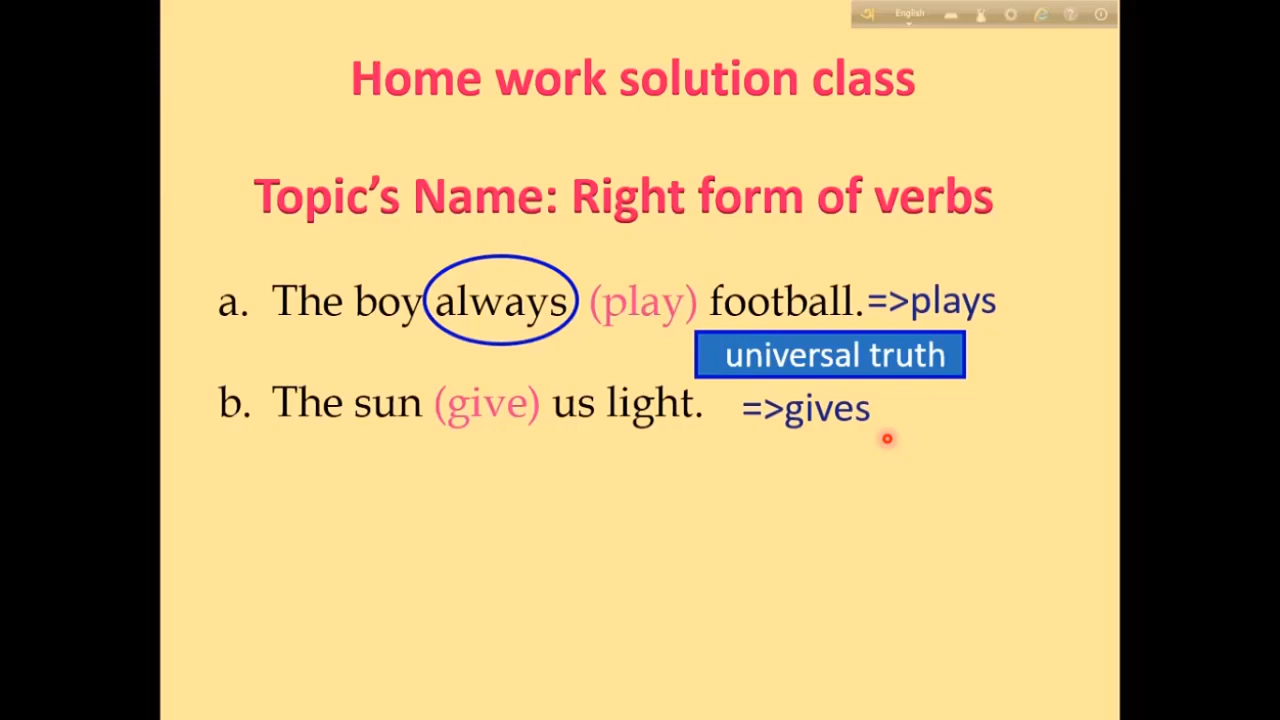 অ English
Home work solution class
Topic's Name: Right form of verbs
a. The boy always (play) football.=>plays
universal truth
b. The sun (give) us light. =>gives